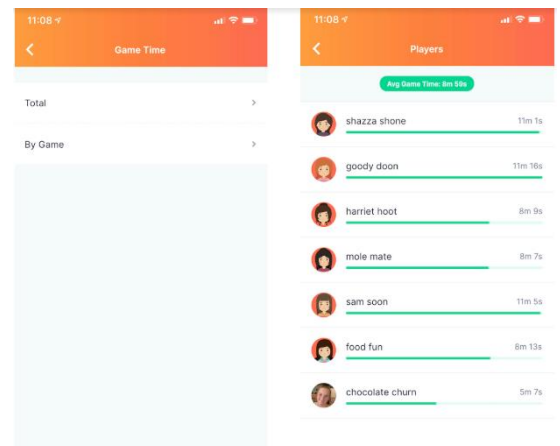 11:08
Game Time
Total
By Game
11:08
Players
Avg Game Time: 8m 59s
shazza shone 11m 1s
goody doon 11m 16s
harriet hoot 8m 9s
mole mate 8m 7s
sam soon 11m 5s
food fun 8m 13s
chocolate churn 5m 7s